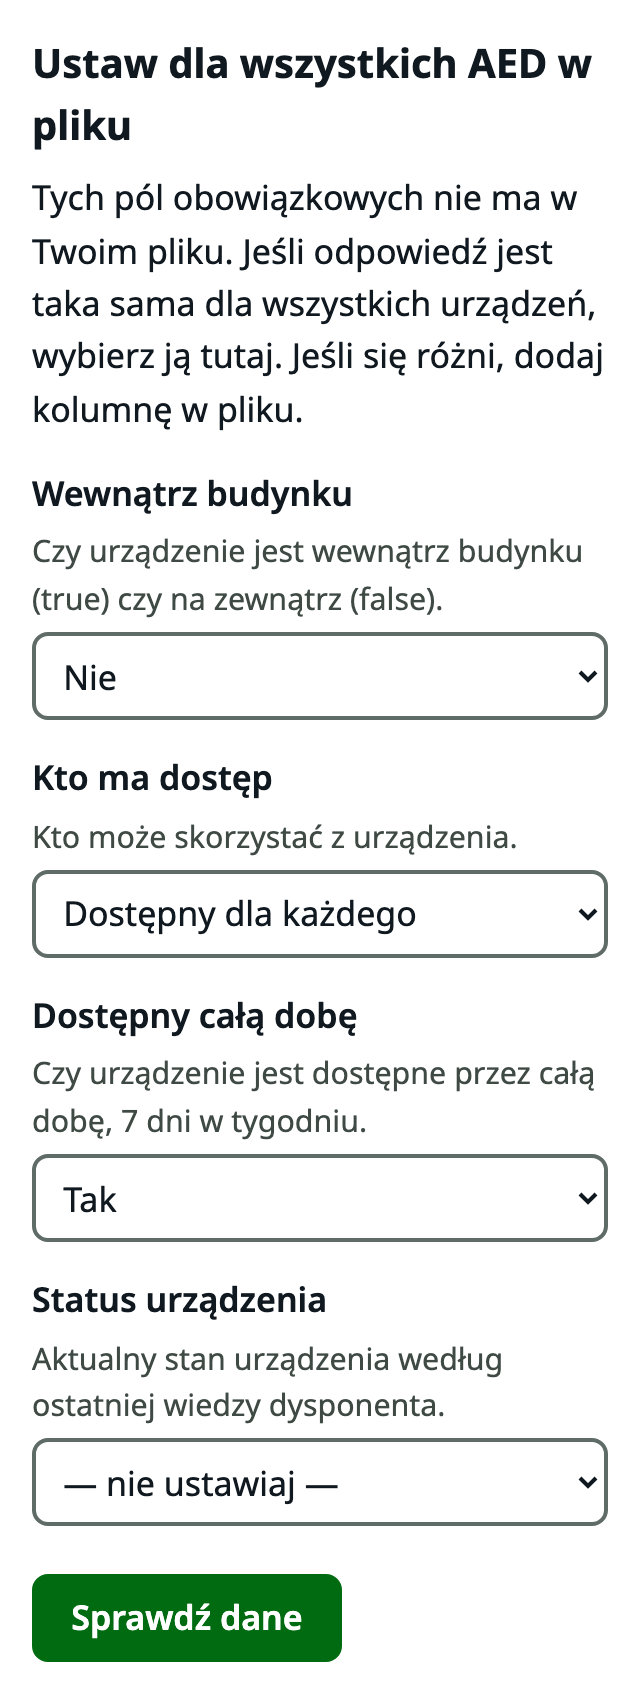 Ustaw dla wszystkich AED w
pliku
Tych pól obowiązkowych nie ma w
Twoim pliku. Jeśli odpowiedź jest
taka sama dla wszystkich urządzeń,
wybierz ją tutaj. Jeśli się różni, dodaj
kolumnę w pliku.
Wewnątrz budynku
Czy urządzenie jest wewnątrz budynku
(true) czy na zewnątrz (false).
Nie
Kto ma dostęp
Kto może skorzystać z urządzenia.
Dostępny dla każdego
Dostępny całą dobę
Czy urządzenie jest dostępne przez całą
dobę, 7 dni w tygodniu.
Tak
Status urządzenia
Aktualny stan urządzenia według
ostatniej wiedzy dysponenta.
— nie ustawiaj —
Sprawdź dane